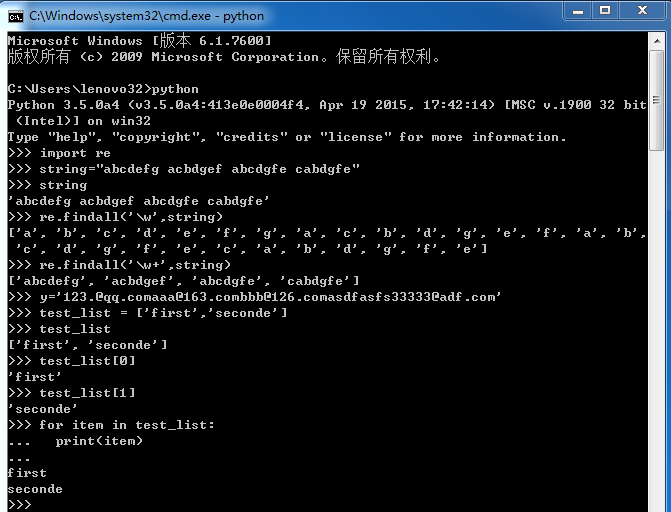 C:\Windows\system32\cmd.exe - python
Microsoft Windows [版本 6.1.7600]
版权所有 (c) 2009 Microsoft Corporation。保留所有权利。
C:\Users\lenovo32>python
Python 3.5.0a4 (v3.5.0a4:413e0e0004f4, Apr 19 2015, 17:42:14) [MSC v.1900 32 bit
 (Intel)] on win32
Type "help", "copyright", "credits" or "license" for more information.
>>> import re
>>> string="abcdefg acbdgef abcdgfe cabdgfe"
>>> string
'abcdefg acbdgef abcdgfe cabdgfe'
>>> re.findall('\w',string)
['a', 'b', 'c', 'd', 'e', 'f', 'g', 'a', 'c', 'b', 'd', 'g', 'e', 'f', 'a', 'b',
 'c', 'd', 'g', 'f', 'e', 'c', 'a', 'b', 'd', 'g', 'f', 'e']
>>> re.findall('\w+',string)
['abcdefg', 'acbdgef', 'abcdgfe', 'cabdgfe']
>>> y='123.@qq.comaaa@163.combbb@126.comasdfasfs33333@adf.com'
>>> test_list = ['first','seconde']
>>> test_list
['first', 'seconde']
>>> test_list[0]
'first'
>>> test_list[1]
'seconde'
>>> for item in test_list:
...   print(item)
...
first
seconde
>>>